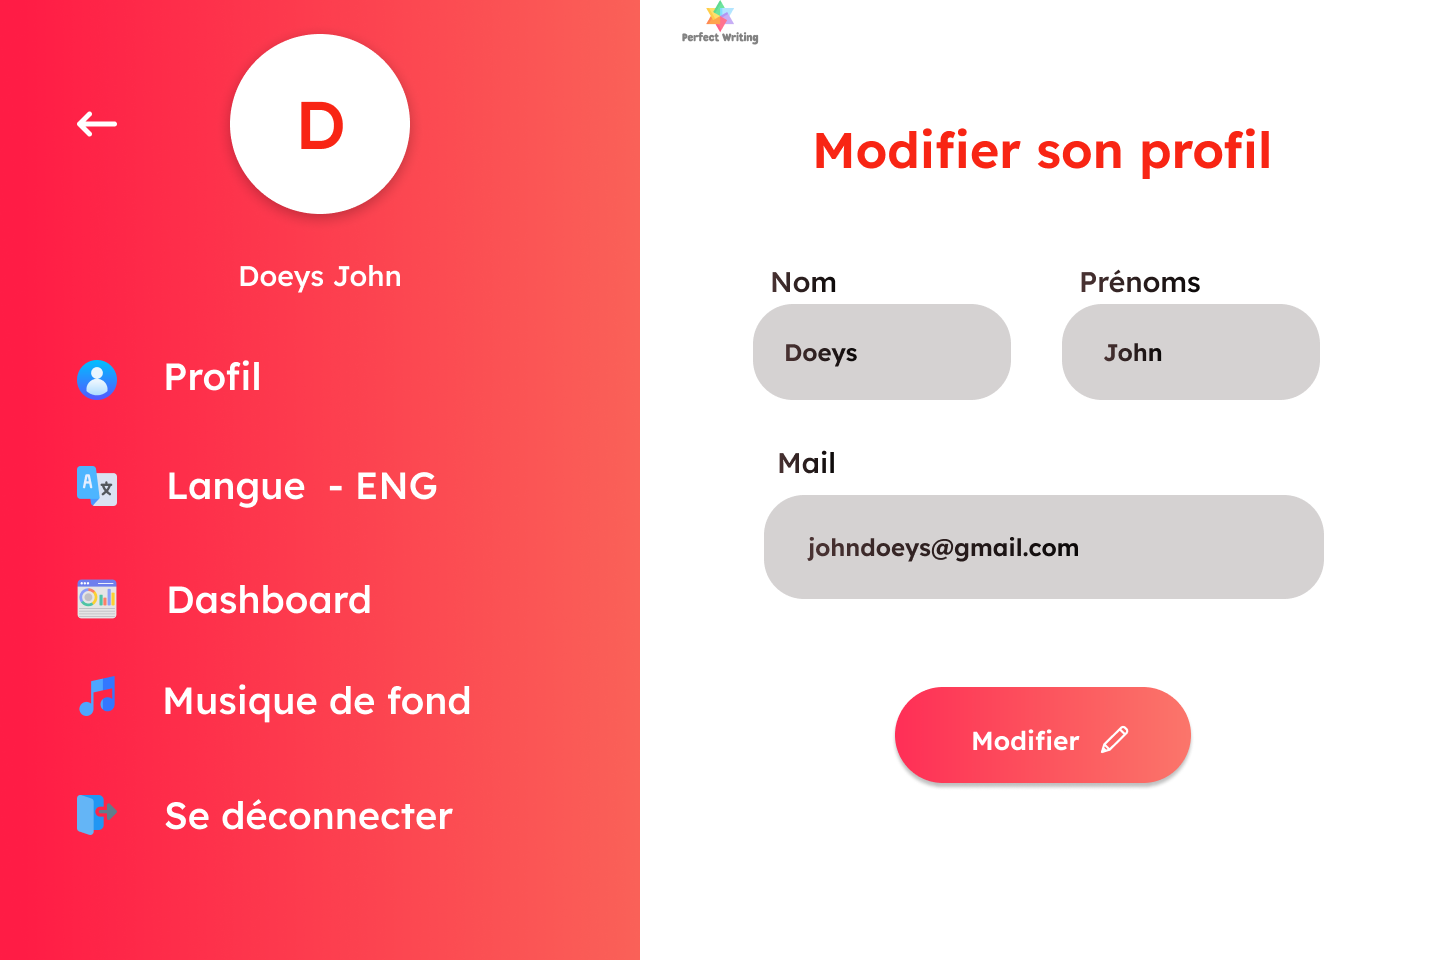 Perfect Writing
D
Doeys John
Profil
Langue - ENG
Dashboard
Musique de fond
Se déconnecter
Modifier son profil
Nom
Doeys
Prénoms
John
Mail
johndoeys@gmail.com
Modifier